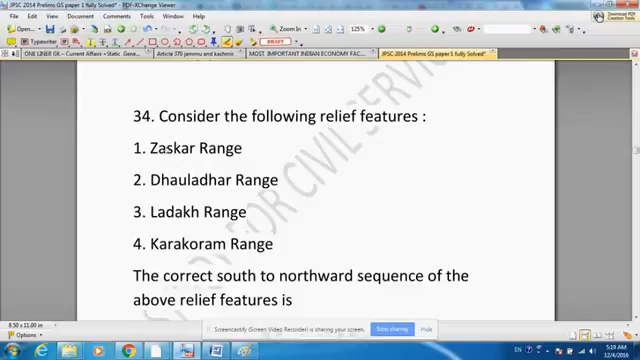 JPSC 2014 Prelims GS paper 1 fully Solved* - PDF-XChange Viewer
File Edit View Document Comments Tools Window Help
Open... Zoom In 125%
Typewriter DRAFT
ONE LINER GK – Current Affairs +Static .Gene... Article 370 jammu and kashmir MOST IMPORTANT INDIAN ECONOMY FAC... JPSC 2014 Prelims GS paper 1 fully Solved*
34. Consider the following relief features :
1. Zaskar Range
2. Dhauladhar Range
3. Ladakh Range
4. Karakoram Range
The correct south to northward sequence of the
above relief features is
8.50 x 11.00 in
Options
Screencastify (Screen Video Recorder) is sharing your screen. Stop sharing Hide
EN 5:19 AM
12/4/2016